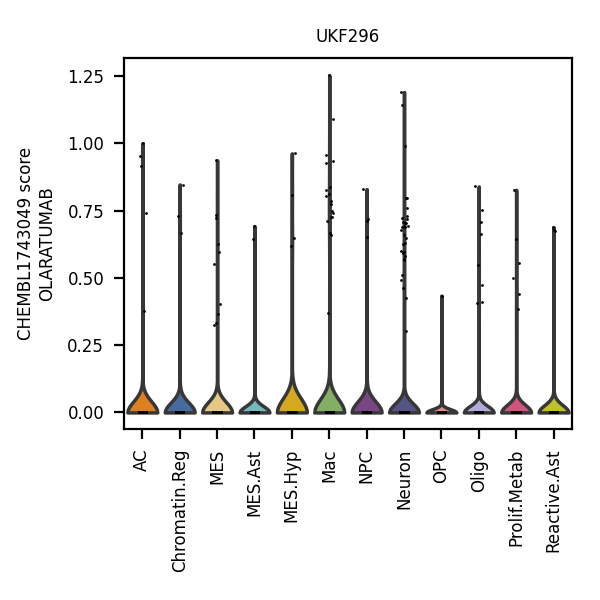 UKF296
CHEMBL1743049 score
OLARATUMAB
1.25
1.00
0.75
0.50
0.25
0.00
AC
Chromatin.Reg
MES
MES.Ast
MES.Hyp
Mac
NPC
Neuron
OPC
Oligo
Prolif.Metab
Reactive.Ast